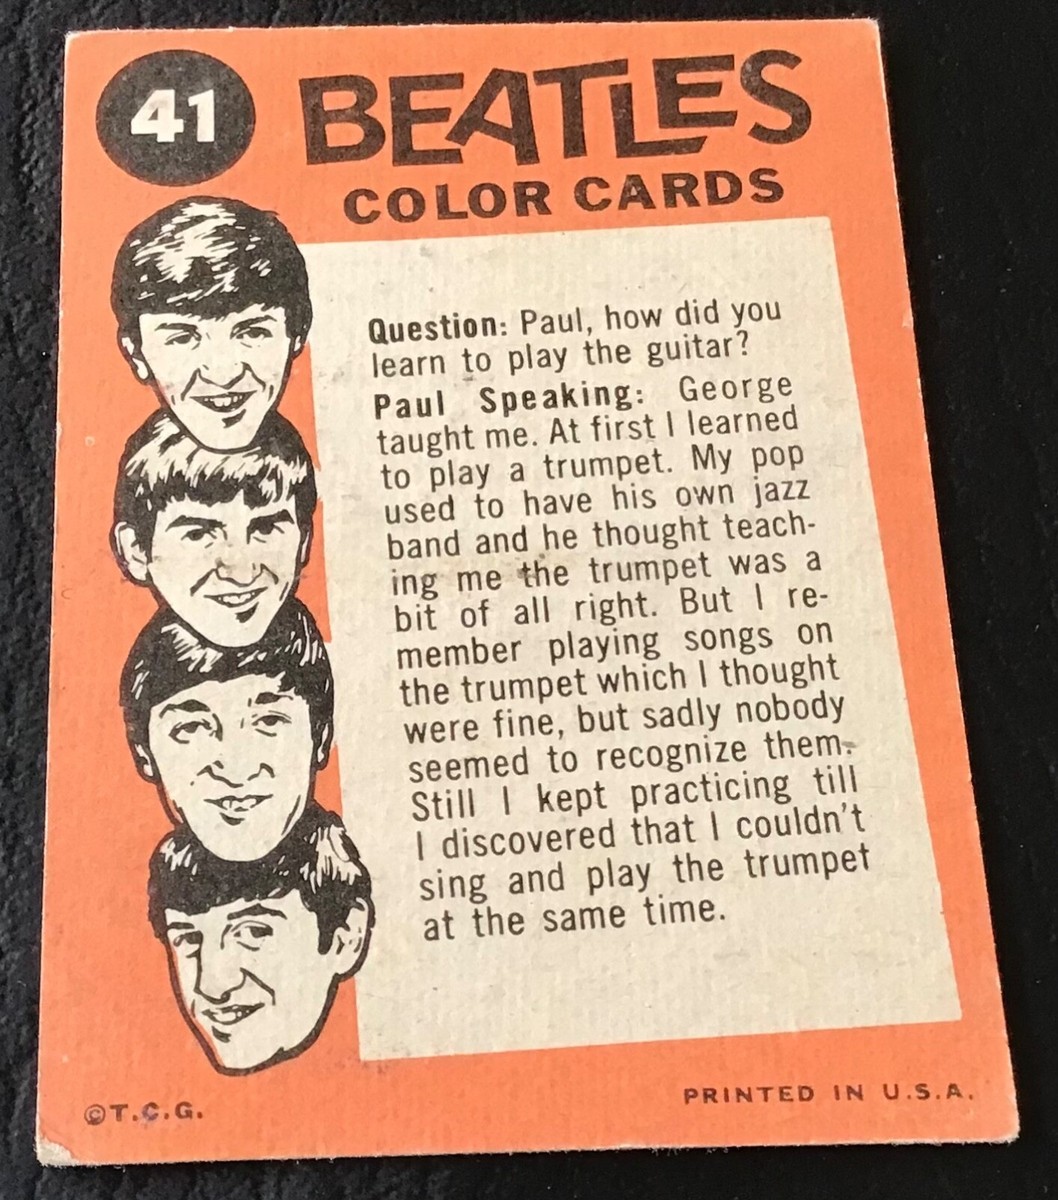 41
BEATLES
COLOR CARDS
Question: Paul, how did you
learn to play the guitar?
Paul Speaking: George
taught me. At first I learned
to play a trumpet. My pop
used to have his own jazz
band and he thought teach-
ing me the trumpet was a
bit of all right. But I re-
member playing songs on
the trumpet which I thought
were fine, but sadly nobody
seemed to recognize them.
Still I kept practicing till
I discovered that I couldn't
sing and play the trumpet
at the same time.
©T.C.G.
PRINTED IN U.S.A.